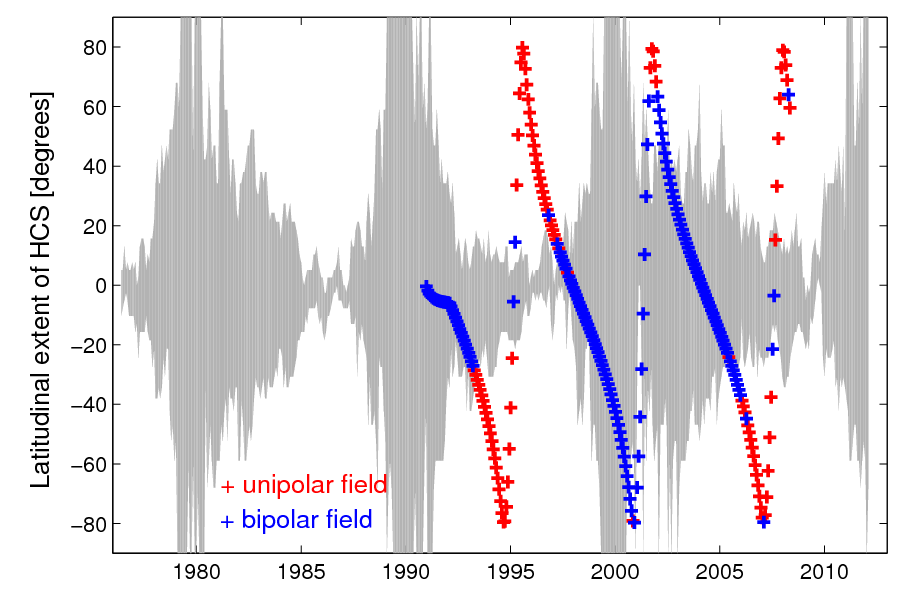 Latitudinal extent of HCS [degrees]
80
60
40
20
0
−20
−40
−60
−80
+ unipolar field
+ bipolar field
1980 1985 1990 1995 2000 2005 2010